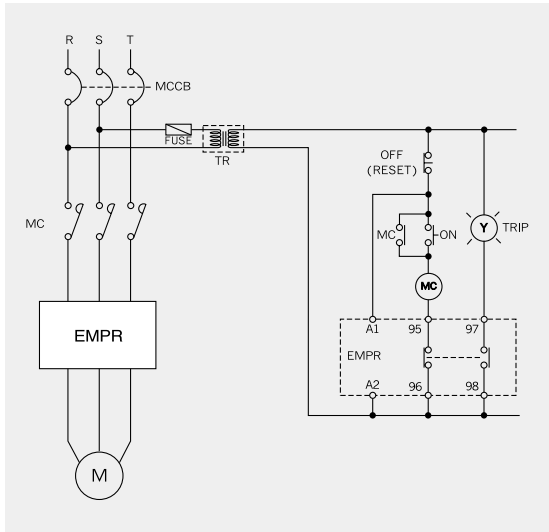 R S T
MCCB
FUSE
TR
OFF
(RESET)
MC
MC
ON
Y
TRIP
MC
EMPR
A1 95 97
EMPR
A2 96 98
M